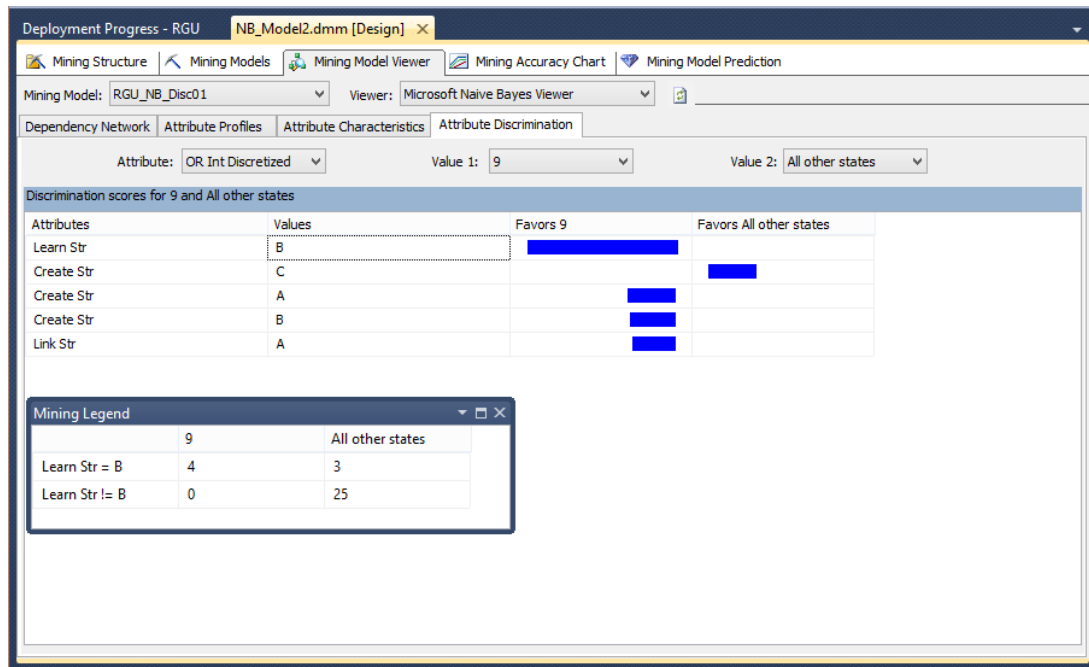 Deployment Progress - RGU NB_Model2.dmm [Design]
Mining Structure Mining Models Mining Model Viewer Mining Accuracy Chart Mining Model Prediction
Mining Model: RGU_NB_Disc01 Viewer: Microsoft Naive Bayes Viewer
Dependency Network Attribute Profiles Attribute Characteristics Attribute Discrimination
Attribute: OR Int Discretized Value 1: 9 Value 2: All other states
Discrimination scores for 9 and All other states
Attributes Values Favors 9 Favors All other states
Learn Str B
Create Str C
Create Str A
Create Str B
Link Str A
Mining Legend
9 All other states
Learn Str = B 4 3
Learn Str != B 0 25